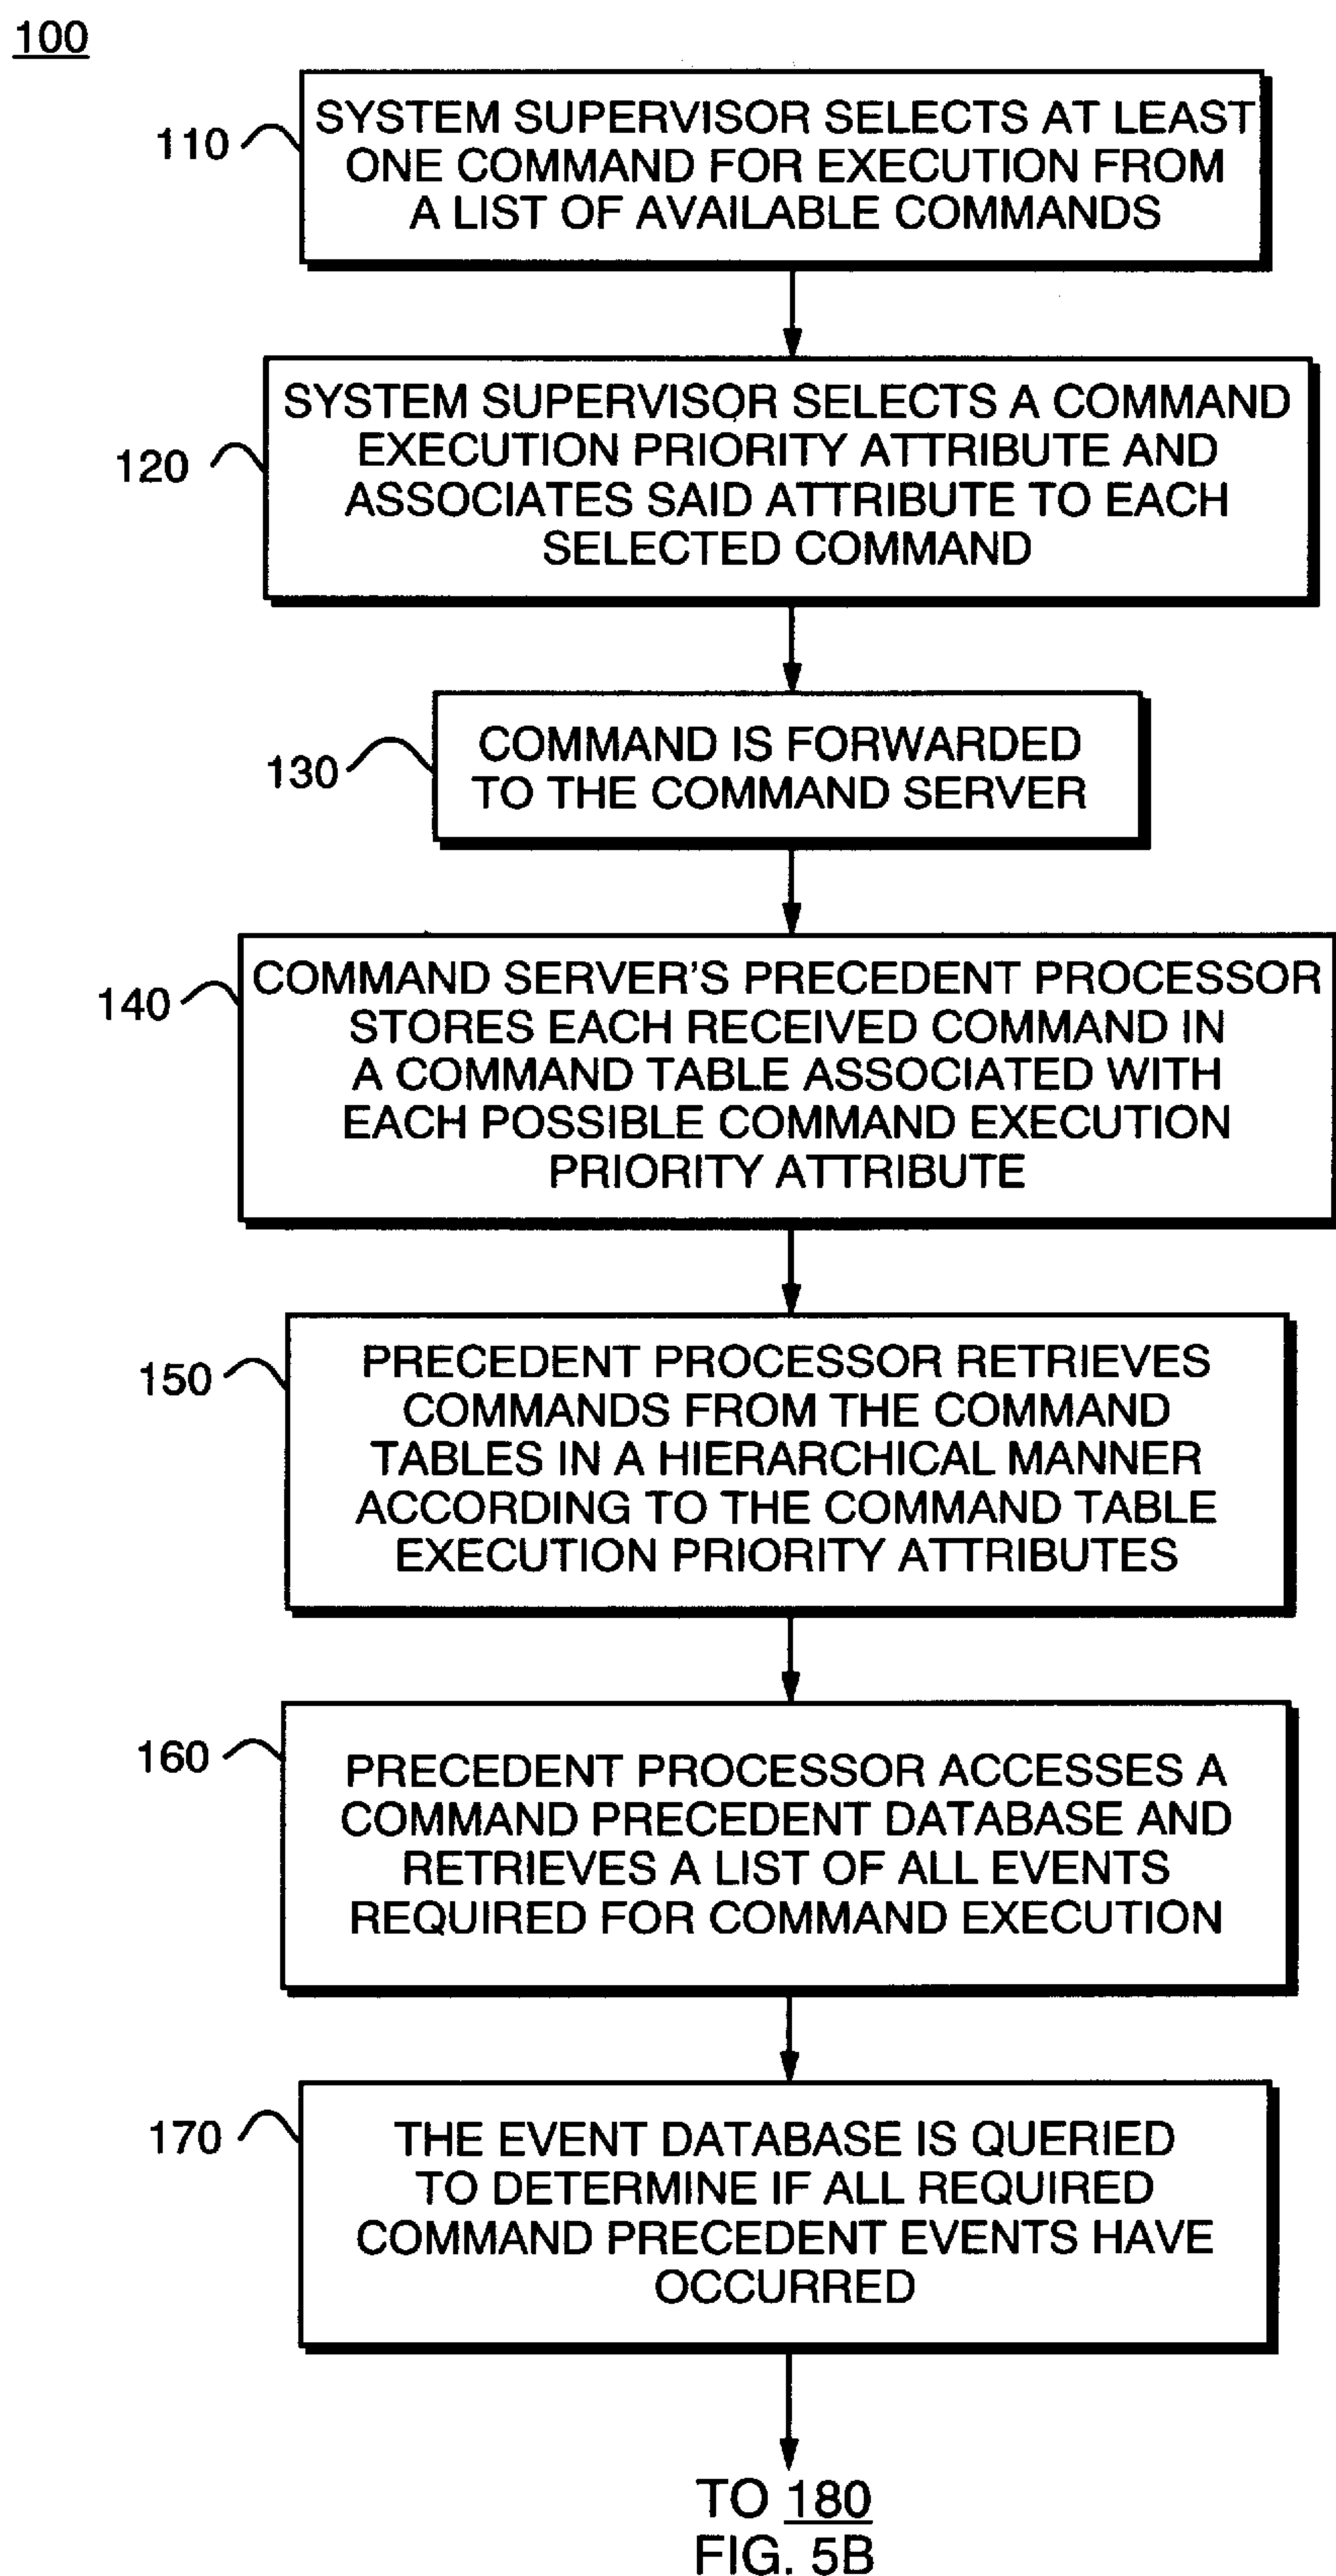 100
110
SYSTEM SUPERVISOR SELECTS AT LEAST
ONE COMMAND FOR EXECUTION FROM
A LIST OF AVAILABLE COMMANDS
120
SYSTEM SUPERVISOR SELECTS A COMMAND
EXECUTION PRIORITY ATTRIBUTE AND
ASSOCIATES SAID ATTRIBUTE TO EACH
SELECTED COMMAND
130
COMMAND IS FORWARDED
TO THE COMMAND SERVER
140
COMMAND SERVER'S PRECEDENT PROCESSOR
STORES EACH RECEIVED COMMAND IN
A COMMAND TABLE ASSOCIATED WITH
EACH POSSIBLE COMMAND EXECUTION
PRIORITY ATTRIBUTE
150
PRECEDENT PROCESSOR RETRIEVES
COMMANDS FROM THE COMMAND
TABLES IN A HIERARCHICAL MANNER
ACCORDING TO THE COMMAND TABLE
EXECUTION PRIORITY ATTRIBUTES
160
PRECEDENT PROCESSOR ACCESSES A
COMMAND PRECEDENT DATABASE AND
RETRIEVES A LIST OF ALL EVENTS
REQUIRED FOR COMMAND EXECUTION
170
THE EVENT DATABASE IS QUERIED
TO DETERMINE IF ALL REQUIRED
COMMAND PRECEDENT EVENTS HAVE
OCCURRED
TO 180
FIG. 5B